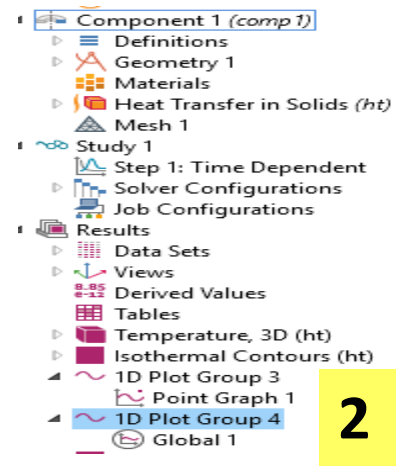 Component 1 (comp1)
Definitions
Geometry 1
Materials
Heat Transfer in Solids (ht)
Mesh 1
Study 1
Step 1: Time Dependent
Solver Configurations
Job Configurations
Results
Data Sets
Views
8.85
e-12
Derived Values
Tables
Temperature, 3D (ht)
Isothermal Contours (ht)
1D Plot Group 3
Point Graph 1
1D Plot Group 4
Global 1
2